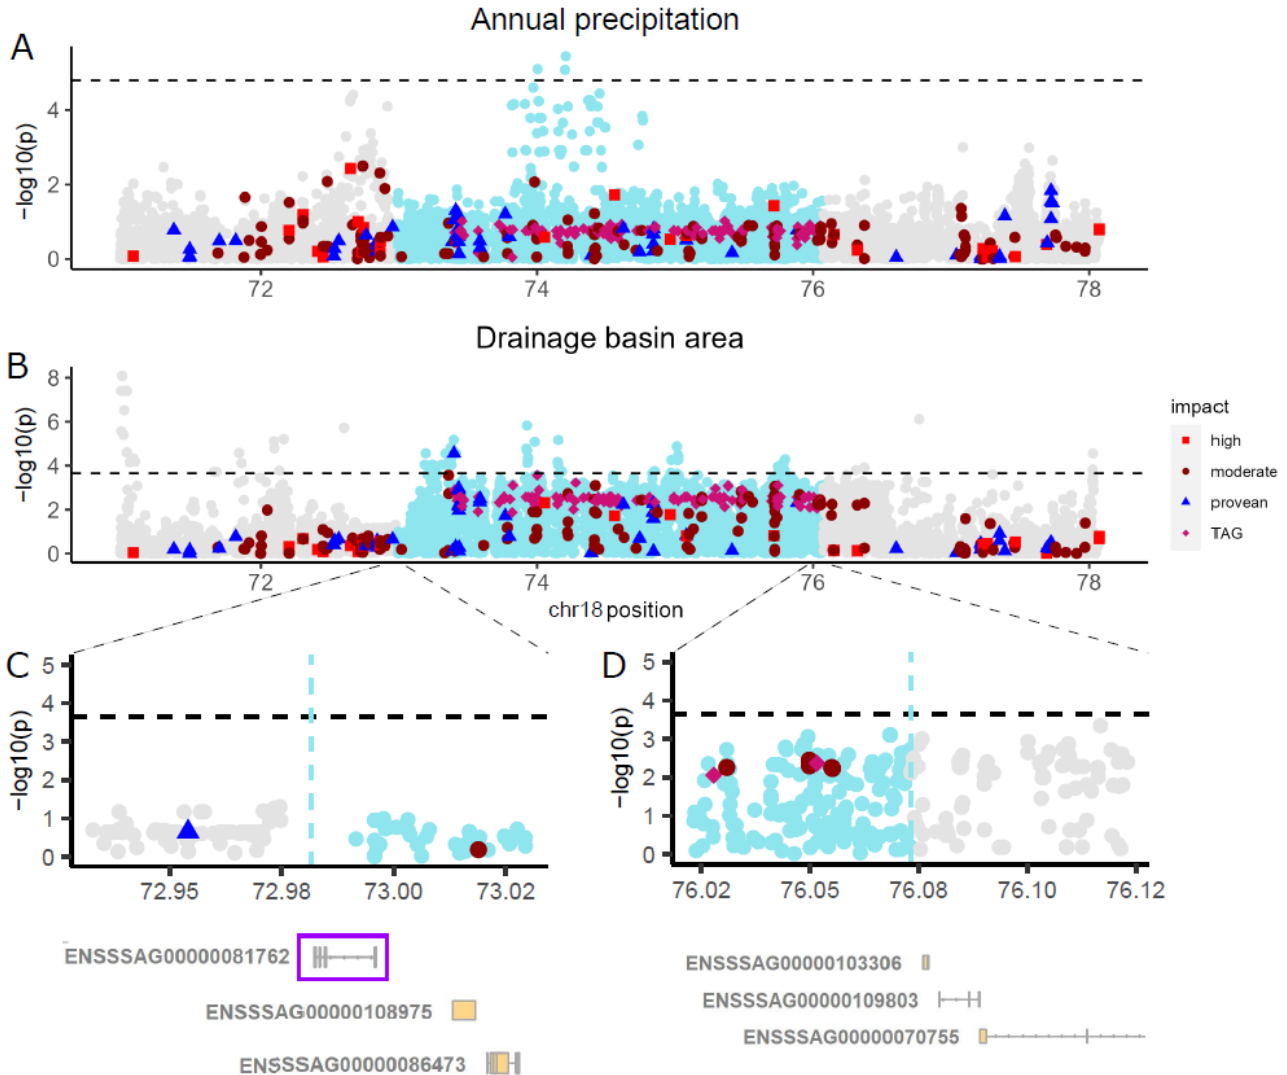 Annual precipitation
A
−log10(p)
4
2
0
72 74 76 78
Drainage basin area
B
−log10(p)
8
6
4
2
0
72 74 76 78
chr18 position
impact
high
moderate
provean
TAG
C
−log10(p)
5
4
3
2
1
0
72.95 72.98 73.00 73.02
D
−log10(p)
5
4
3
2
1
0
76.02 76.05 76.08 76.10 76.12
ENSSSAG00000081762
ENSSSAG00000108975
ENSSSAG00000086473
ENSSSAG00000103306
ENSSSAG00000109803
ENSSSAG00000070755